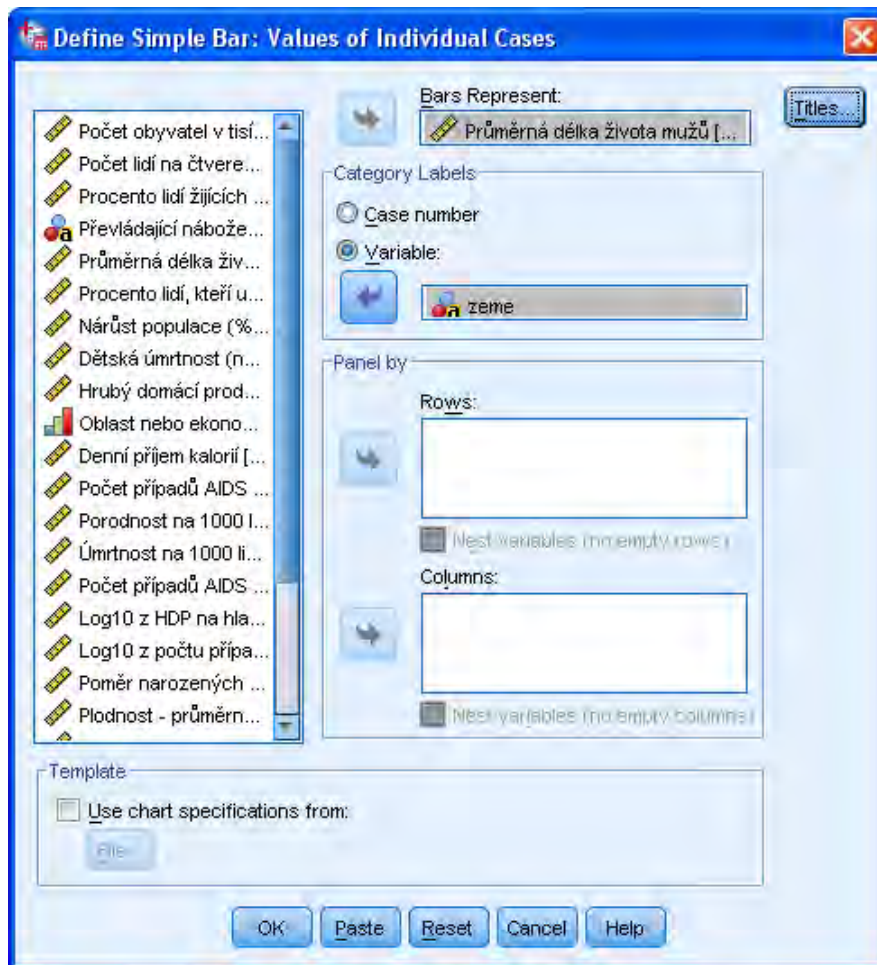 Define Simple Bar: Values of Individual Cases
Počet obyvatel v tisí...
Počet lidí na čtvere...
Procento lidí žijících ...
Převládající nábože...
Průměrná délka živ...
Procento lidí, kteří u...
Nárůst populace (%...
Dětská úmrtnost (n...
Hrubý domácí prod...
Oblast nebo ekono...
Denní příjem kalorií [...
Počet případů AIDS ...
Porodnost na 1000 l...
Úmrtnost na 1000 li...
Počet případů AIDS ...
Log10 z HDP na hla...
Log10 z počtu přípa...
Poměr narozených ...
Plodnost - průměrn...
Bars Represent:
Průměrná délka života mužů [...
Titles...
Category Labels
Case number
Variable:
a zeme
Panel by
Rows:
Nest variables (no empty rows)
Columns:
Nest variables (no empty columns)
Template
Use chart specifications from:
File...
OK
Paste
Reset
Cancel
Help